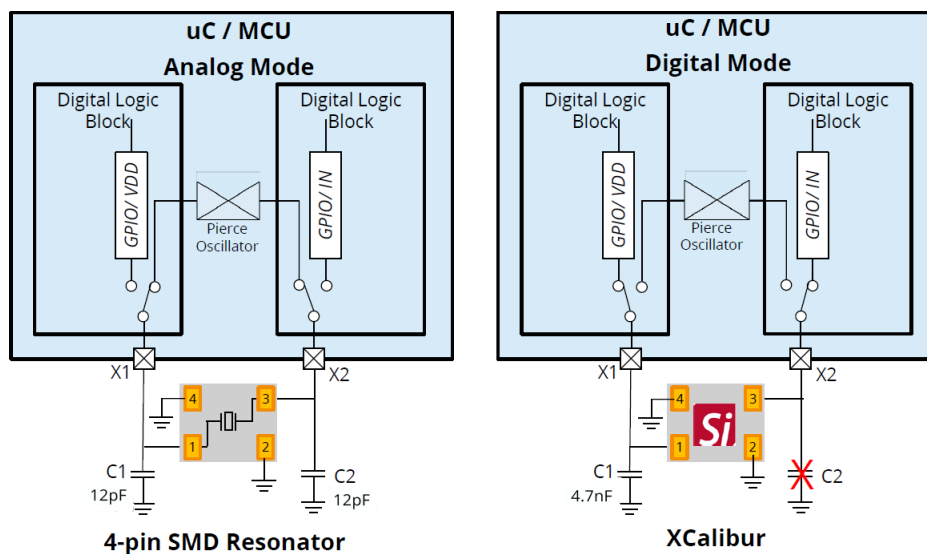 uC / MCU
Analog Mode
Digital Logic
Block
Digital Logic
Block
GPIO/ VDD
GPIO/ IN
Pierce
Oscillator
X1
X2
4
3
1
2
C1
12pF
C2
12pF
4-pin SMD Resonator
uC / MCU
Digital Mode
Digital Logic
Block
Digital Logic
Block
GPIO/ VDD
GPIO/ IN
Pierce
Oscillator
X1
X2
4
3
Si
1
2
C1
4.7nF
C2
XCalibur